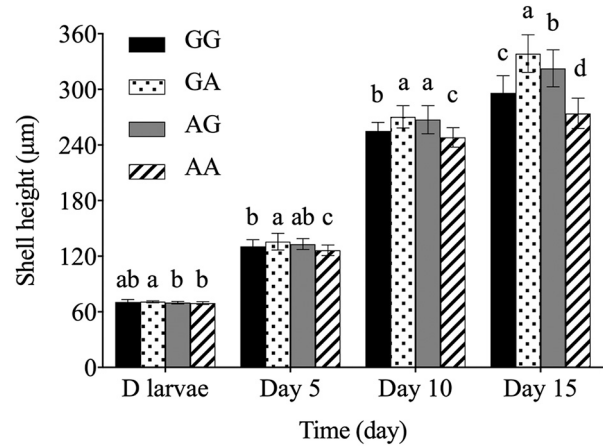 360
300
240
180
120
60
0
Shell height (μm)
GG
GA
AG
AA
ab a b b
b a ab c
b a a c
c a b d
D larvae Day 5 Day 10 Day 15
Time (day)